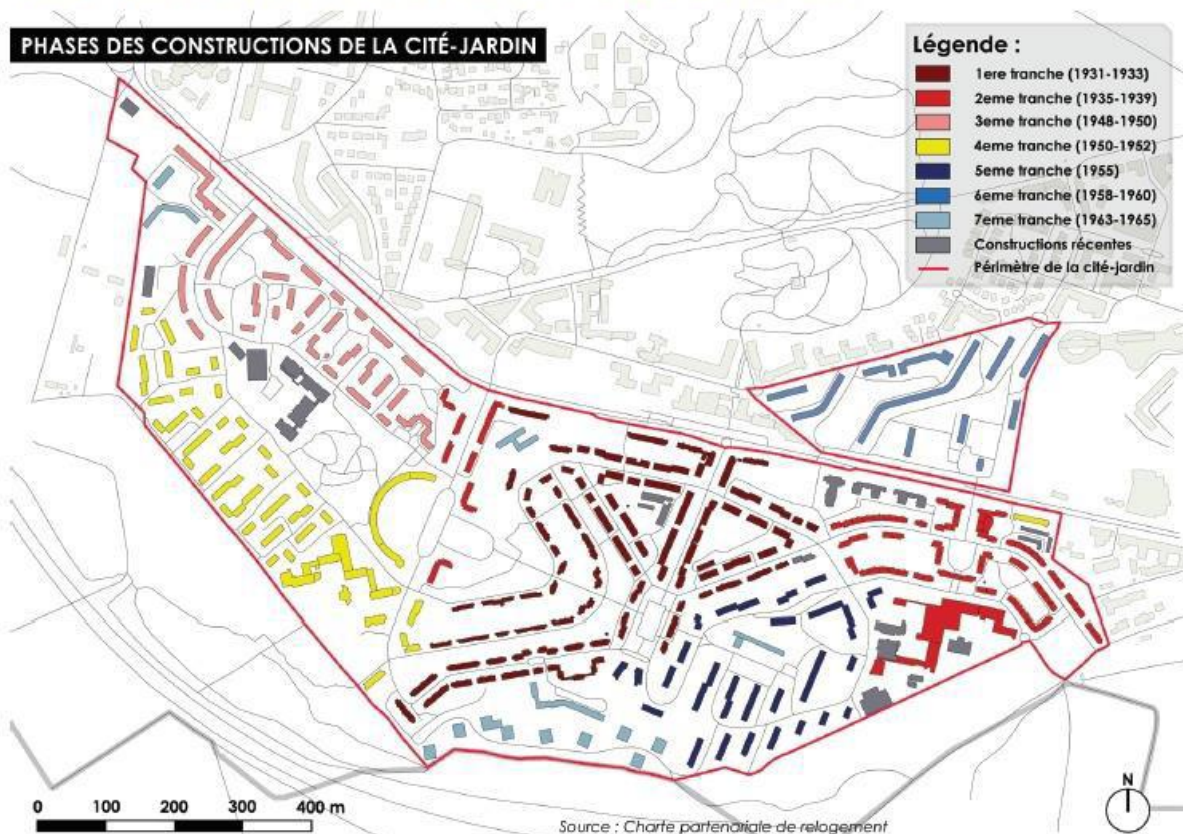 PHASES DES CONSTRUCTIONS DE LA CITÉ-JARDIN
Légende :
1ere tranche (1931-1933)
2eme tranche (1935-1939)
3eme tranche (1948-1950)
4eme tranche (1950-1952)
5eme tranche (1955)
6eme tranche (1958-1960)
7eme tranche (1963-1965)
Constructions récentes
Périmètre de la cité-jardin
0 100 200 300 400 m
Source : Charte partenariale de relogement
N